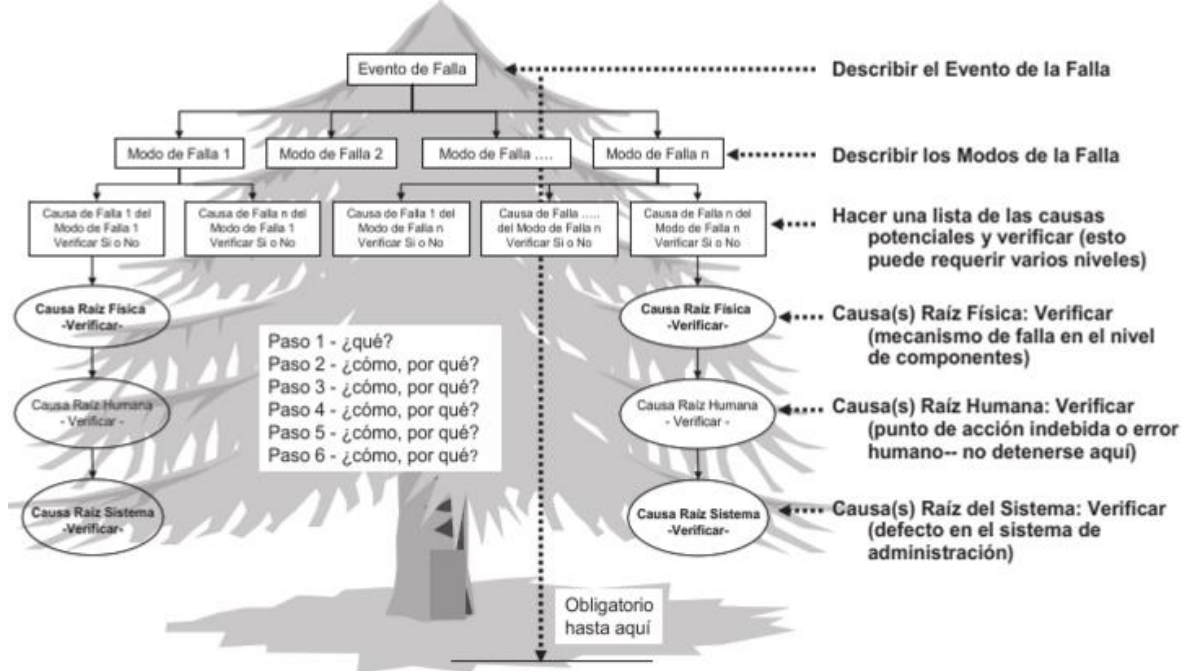 Evento de Falla
Describir el Evento de la Falla
Modo de Falla 1
Modo de Falla 2
Modo de Falla ....
Modo de Falla n
Describir los Modos de la Falla
Causa de Falla 1 del
Modo de Falla 1
Verificar Si o No
Causa de Falla n del
Modo de Falla 1
Verificar Si o No
Causa de Falla 1 del
Modo de Falla n
Verificar Si o No
Causa de Falla .....
del Modo de Falla n
Verificar Si o No
Causa de Falla n del
Modo de Falla n
Verificar Si o No
Hacer una lista de las causas
potenciales y verificar (esto
puede requerir varios niveles)
Causa Raíz Física
-Verificar-
Causa Raíz Física
-Verificar-
Causa(s) Raíz Física: Verificar
(mecanismo de falla en el nivel
de componentes)
Paso 1 - ¿qué?
Paso 2 - ¿cómo, por qué?
Paso 3 - ¿cómo, por qué?
Paso 4 - ¿cómo, por qué?
Paso 5 - ¿cómo, por qué?
Paso 6 - ¿cómo, por qué?
Causa Raíz Humana
- Verificar -
Causa Raíz Humana
- Verificar -
Causa(s) Raíz Humana: Verificar
(punto de acción indebida o error
humano-- no detenerse aquí)
Causa Raíz Sistema
-Verificar-
Causa Raíz Sistema
-Verificar-
Causa(s) Raíz del Sistema: Verificar
(defecto en el sistema de
administración)
Obligatorio
hasta aquí